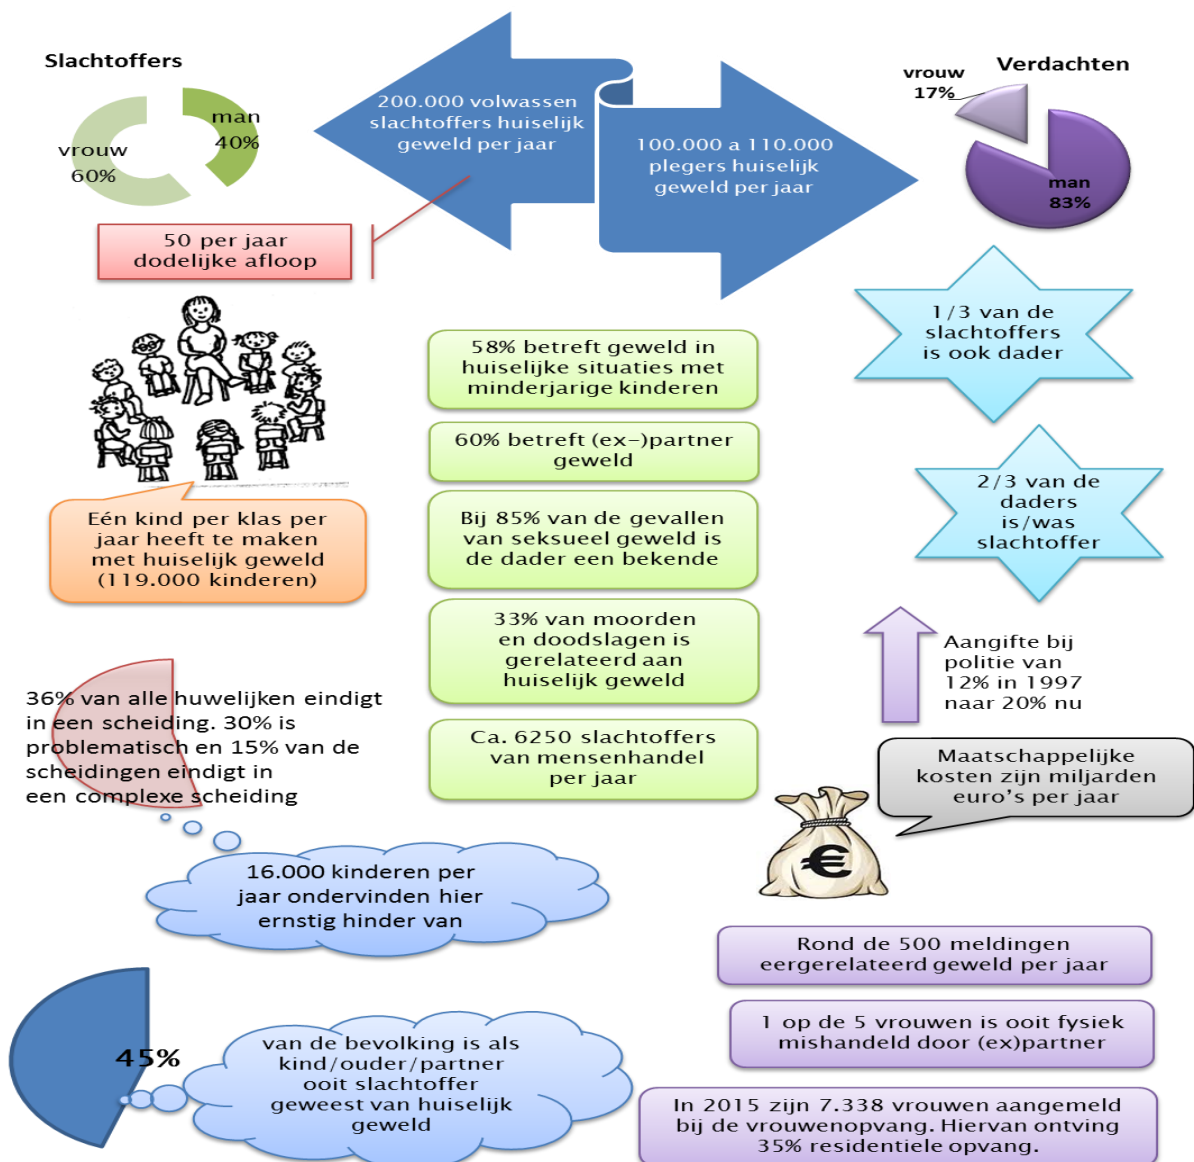 Slachtoffers
man
40%
vrouw
60%
200.000 volwassen
slachtoffers huiselijk
geweld per jaar
100.000 a 110.000
plegers huiselijk
geweld per jaar
Verdachten
vrouw
17%
man
83%
50 per jaar
dodelijke afloop
1/3 van de
slachtoffers
is ook dader
58% betreft geweld in
huiselijke situaties met
minderjarige kinderen
60% betreft (ex-)partner
geweld
2/3 van de
daders
is/was
slachtoffer
Eén kind per klas per
jaar heeft te maken
met huiselijk geweld
(119.000 kinderen)
Bij 85% van de gevallen
van seksueel geweld is
de dader een bekende
33% van moorden
en doodslagen is
gerelateerd aan
huiselijk geweld
Aangifte bij
politie van
12% in 1997
naar 20% nu
36% van alle huwelijken eindigt
in een scheiding. 30% is
problematisch en 15% van de
scheidingen eindigt in
een complexe scheiding
Ca. 6250 slachtoffers
van mensenhandel
per jaar
Maatschappelijke
kosten zijn miljarden
euro's per jaar
€
16.000 kinderen per
jaar ondervinden hier
ernstig hinder van
Rond de 500 meldingen
eergerelateerd geweld per jaar
1 op de 5 vrouwen is ooit fysiek
mishandeld door (ex)partner
45%
van de bevolking is als
kind/ouder/partner
ooit slachtoffer
geweest van huiselijk
geweld
In 2015 zijn 7.338 vrouwen aangemeld
bij de vrouwenopvang. Hiervan ontving
35% residentiele opvang.